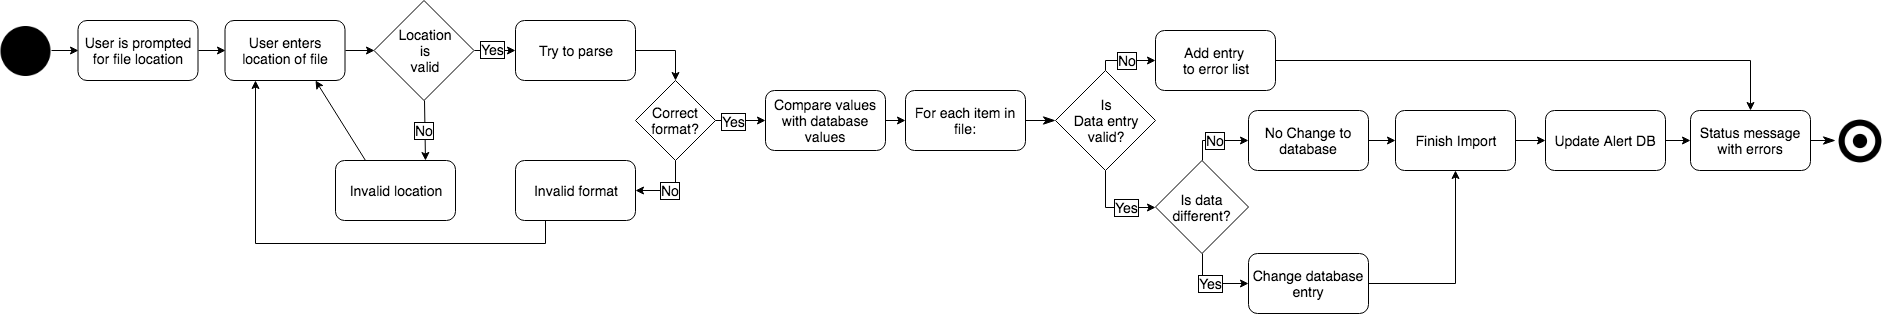 User is prompted
for file location
User enters
location of file
Location
is
valid
Yes
Try to parse
No
Invalid location
Correct
format?
Yes
No
Invalid format
Compare values
with database
values
For each item in
file:
Is
Data entry
valid?
No
Add entry
to error list
Yes
Is data
different?
No
No Change to
database
Yes
Change database
entry
Finish Import
Update Alert DB
Status message
with errors